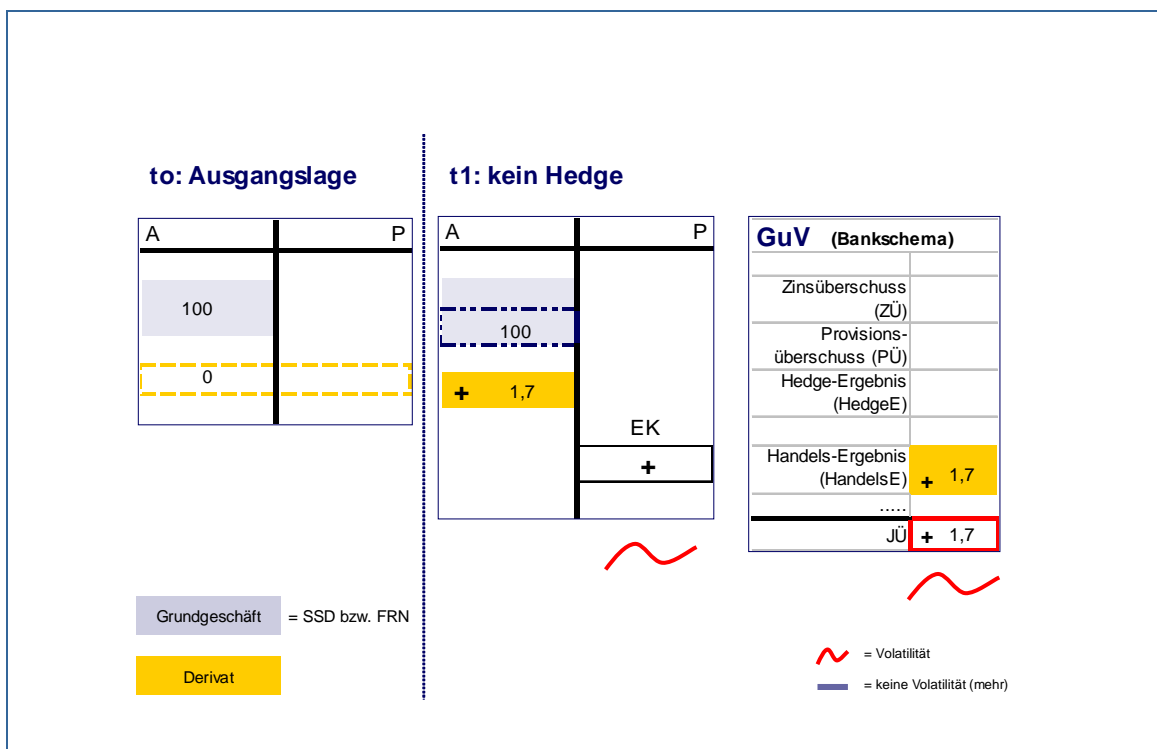 to: Ausgangslage
A P
100
0
t1: kein Hedge
A P
100
+ 1,7
EK
+
GuV (Bankschema)
Zinsüberschuss
(ZÜ)
Provisions-
überschuss (PÜ)
Hedge-Ergebnis
(HedgeE)
Handels-Ergebnis
(HandelsE) + 1,7
.....
JÜ + 1,7
Grundgeschäft = SSD bzw. FRN
Derivat
= Volatilität
= keine Volatilität (mehr)